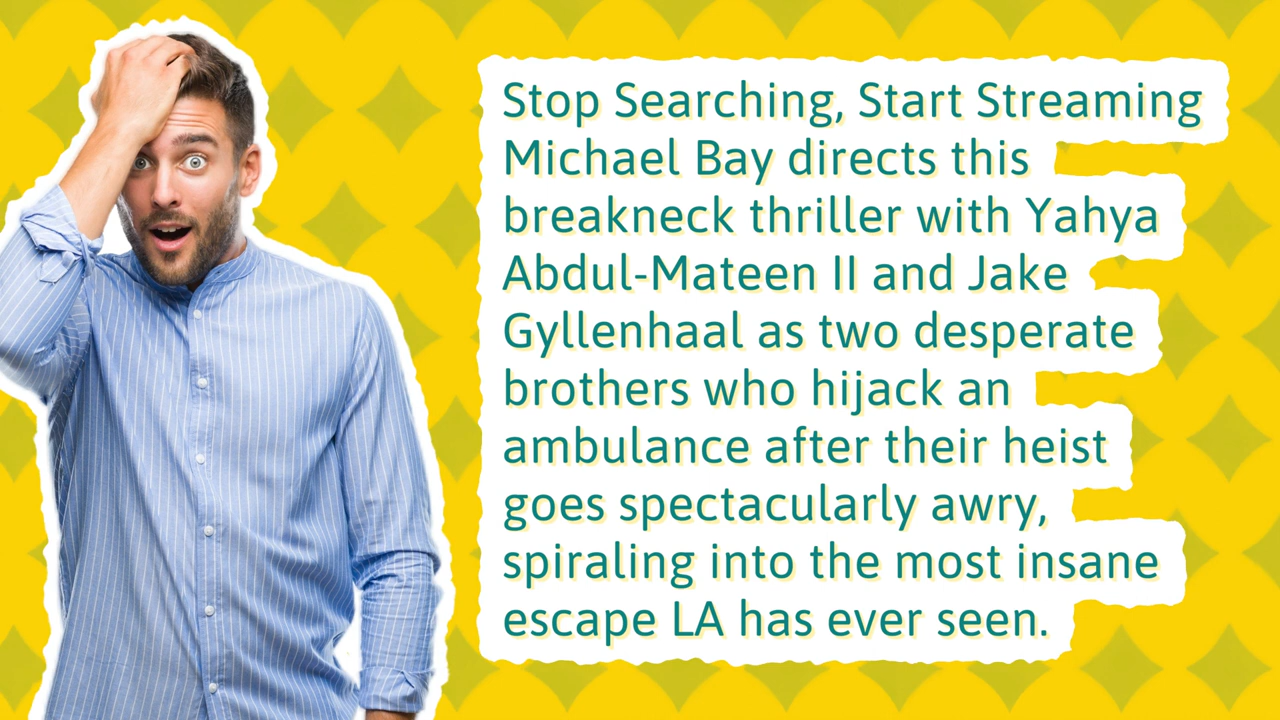 Stop Searching, Start Streaming
Michael Bay directs this
breakneck thriller with Yahya
Abdul-Mateen II and Jake
Gyllenhaal as two desperate
brothers who hijack an
ambulance after their heist
goes spectacularly awry,
spiraling into the most insane
escape LA has ever seen.